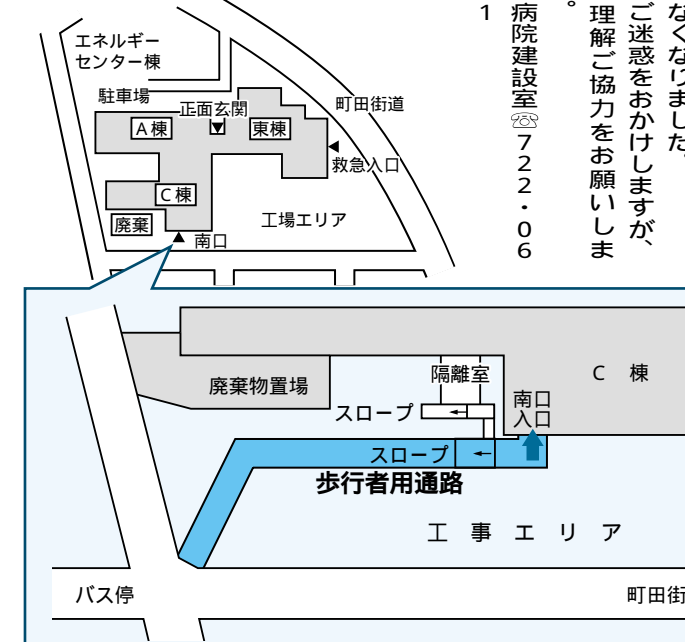 なくなりました。
ご迷惑をおかけしますが、
理解ご協力をお願いしま
。
病院建設室☏722・06
1
エネルギー
センター棟
駐車場
正面玄関
町田街道
A棟
東棟
救急入口
C棟
廃棄
工場エリア
南口
C 棟
隔離室
廃棄物置場
南口
入口
スロープ
スロープ
歩行者用通路
工事エリア
バス停
町田街